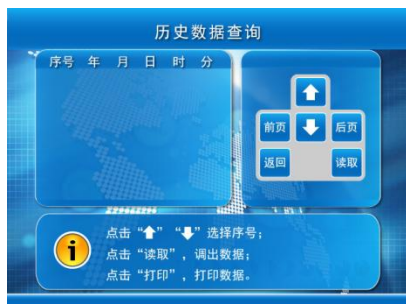 历史数据查询
序号 年 月 日 时 分
前页 后页
返回 读取
点击“⬆”“⬇”选择序号；
点击“读取”，调出数据；
点击“打印”，打印数据。